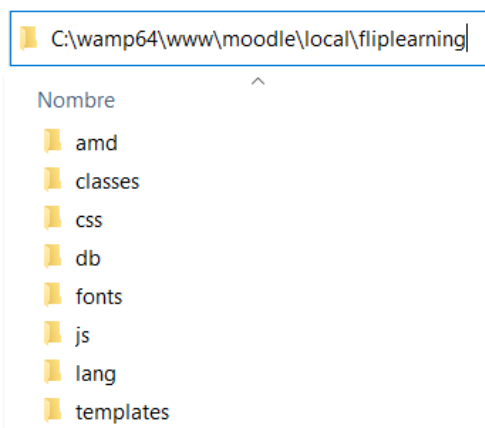 C:\wamp64\www\moodle\local\fliplearning
Nombre
amd
classes
css
db
fonts
js
lang
templates